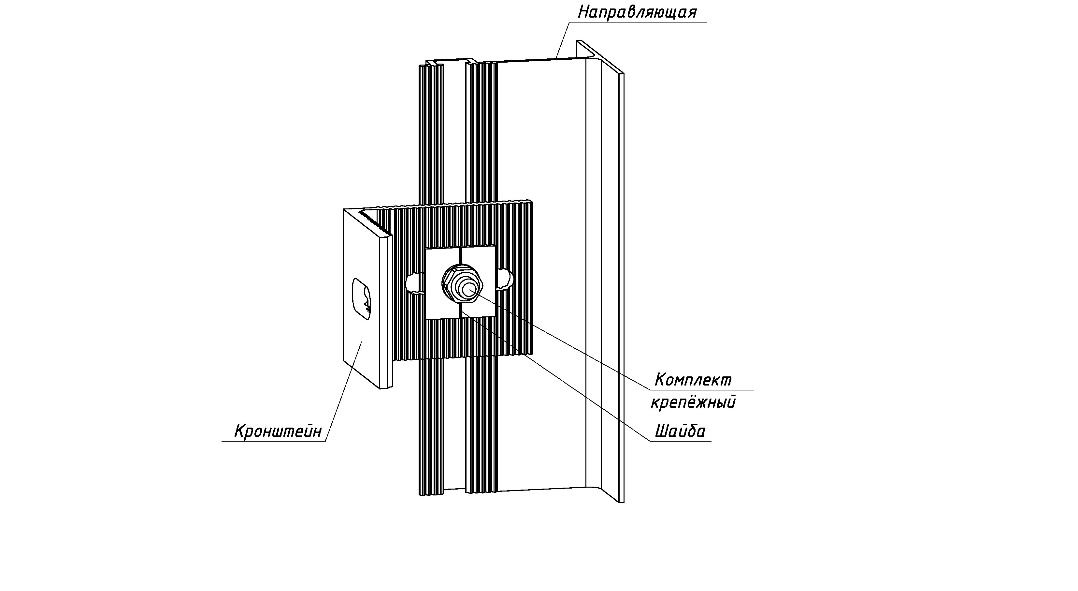 Направляющая
Комплект
крепёжный
Кронштейн
Шайба